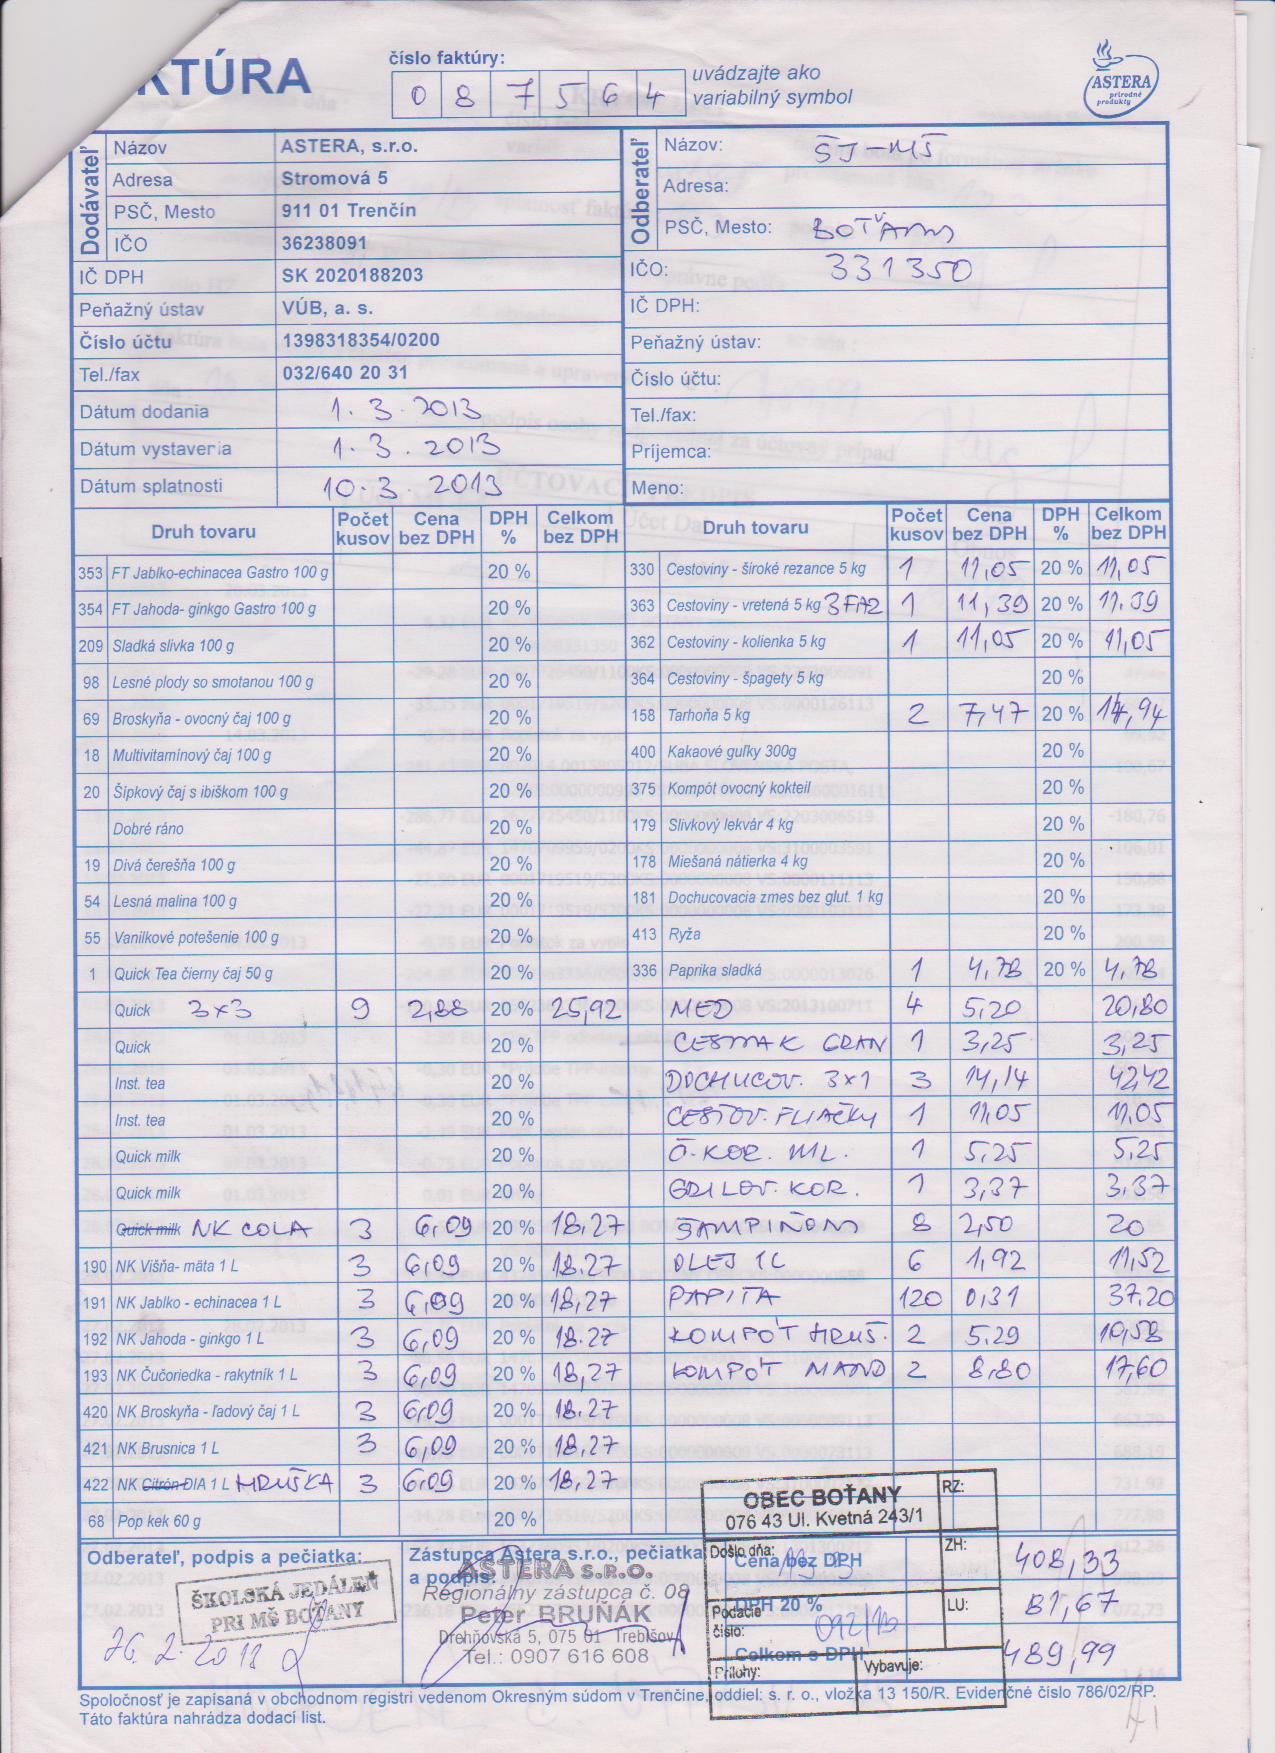 KTÚRA
číslo faktúry:
0 8 7 5 6 4
uvádzajte ako
variabilný symbol
ASTERA
prírodné
produkty
Dodávateľ
Názov ASTERA, s.r.o.
Adresa Stromová 5
PSČ, Mesto 911 01 Trenčín
IČO 36238091
IČ DPH SK 2020188203
Peňažný ústav VÚB, a. s.
Číslo účtu 1398318354/0200
Tel./fax 032/640 20 31
Dátum dodania 1. 3. 2013
Dátum vystavenia 1. 3. 2013
Dátum splatnosti 10. 3. 2013
Odberateľ
Názov: ŠJ-MŠ
Adresa:
PSČ, Mesto: BOŤANY
IČO: 331350
IČ DPH:
Peňažný ústav:
Číslo účtu:
Tel./fax:
Príjemca:
Meno:
Druh tovaru Počet kusov Cena bez DPH DPH % Celkom bez DPH
353 FT Jablko-echinacea Gastro 100 g 20 %
354 FT Jahoda- ginkgo Gastro 100 g 20 %
209 Sladká slivka 100 g 20 %
98 Lesné plody so smotanou 100 g 20 %
69 Broskyňa - ovocný čaj 100 g 20 %
18 Multivitamínový čaj 100 g 20 %
20 Šípkový čaj s ibiškom 100 g 20 %
Dobré ráno 20 %
19 Divá čerešňa 100 g 20 %
54 Lesná malina 100 g 20 %
55 Vanilkové potešenie 100 g 20 %
1 Quick Tea čierny čaj 50 g 20 %
Quick 3x3 9 2,88 20 % 25,92
Quick 20 %
Inst. tea 20 %
Inst. tea 20 %
Quick milk 20 %
Quick milk 20 %
Quick milk NK COLA 3 6,09 20 % 18,27
190 NK Višňa- mäta 1 L 3 6,09 20 % 18.27
191 NK Jablko - echinacea 1 L 3 6,09 20 % 18,27
192 NK Jahoda - ginkgo 1 L 3 6,09 20 % 18.27
193 NK Čučoriedka - rakytník 1 L 3 6,09 20 % 18,27
420 NK Broskyňa - ľadový čaj 1 L 3 6,09 20 % 18.27
421 NK Brusnica 1 L 3 6,09 20 % 18,27
422 NK Citrón DIA 1 L HRUŠKA 3 6,09 20 % 18,27
68 Pop kek 60 g 20 %
Druh tovaru Počet kusov Cena bez DPH DPH % Celkom bez DPH
330 Cestoviny - široké rezance 5 kg 1 11,05 20 % 11,05
363 Cestoviny - vretená 5 kg 3FAZ 1 11,39 20 % 11.39
362 Cestoviny - kolienka 5 kg 1 11,05 20 % 11,05
364 Cestoviny - špagety 5 kg 20 %
158 Tarhoňa 5 kg 2 7,47 20 % 14,94
400 Kakaové guľky 300g 20 %
375 Kompót ovocný kokteil 20 %
179 Slivkový lekvár 4 kg 20 %
178 Miešaná nátierka 4 kg 20 %
181 Dochucovacia zmes bez glut. 1 kg 20 %
413 Ryža 20 %
336 Paprika sladká 1 4,78 20 % 4,78
MED 4 5,20 20,80
CESNAK GRAN 1 3,25 3,25
DOCHUCOV. 3x1 3 14,14 42,42
CESTOV. FLIAČKY 1 11,05 11,05
Č. KOR. ML. 1 5,25 5,25
GRILOV. KOR. 1 3,37 3,37
ŠAMPIŇONY 8 2,50 20
OLEJ 1L 6 1,92 11,52
PAPITA 120 0,31 37.20
KOMPÓT HRUŠ. 2 5.29 10,58
KOMPÓT MAND 2 8,80 17,60
Odberateľ, podpis a pečiatka:
ŠKOLSKÁ JEDÁLEŇ
PRI MŠ BOŤANY
26. 2. 2013
Zástupca Astera s.r.o., pečiatka
a podpis:
ASTERA s.r.o.
Regionálny zástupca č. 08
Peter BRUŇÁK
Drehňovská 5, 075 01 Trebišov
Tel.: 0907 616 608
OBEC BOŤANY
076 43 Ul. Kvetná 243/1
RZ:
Došlo dňa:
ZH:
Podacie
číslo: 092/13
LU:
Prílohy:
Vybavuje:
Cena bez DPH 408,33
DPH 20 % 81,67
Celkom s DPH 489,99
Spoločnosť je zapísaná v obchodnom registri vedenom Okresným súdom v Trenčíne, oddiel: s. r. o., vložka 13 150/R. Evidenčné číslo 786/02/RP.
Táto faktúra nahrádza dodací list.